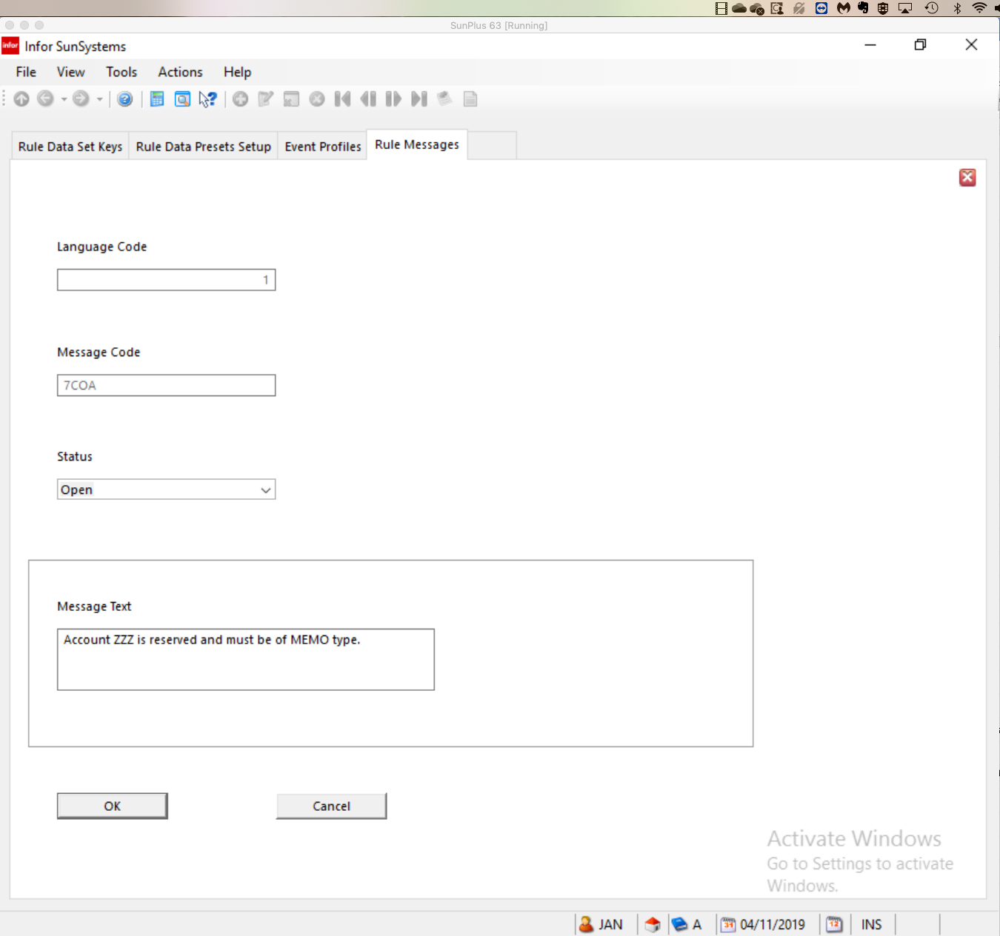 SunPlus 63 [Running]
infor Infor SunSystems
File View Tools Actions Help
Rule Data Set Keys Rule Data Presets Setup Event Profiles Rule Messages
Language Code
1
Message Code
7COA
Status
Open
Message Text
Account ZZZ is reserved and must be of MEMO type.
OK Cancel
Activate Windows
Go to Settings to activate
Windows.
JAN A 31 04/11/2019 12 INS